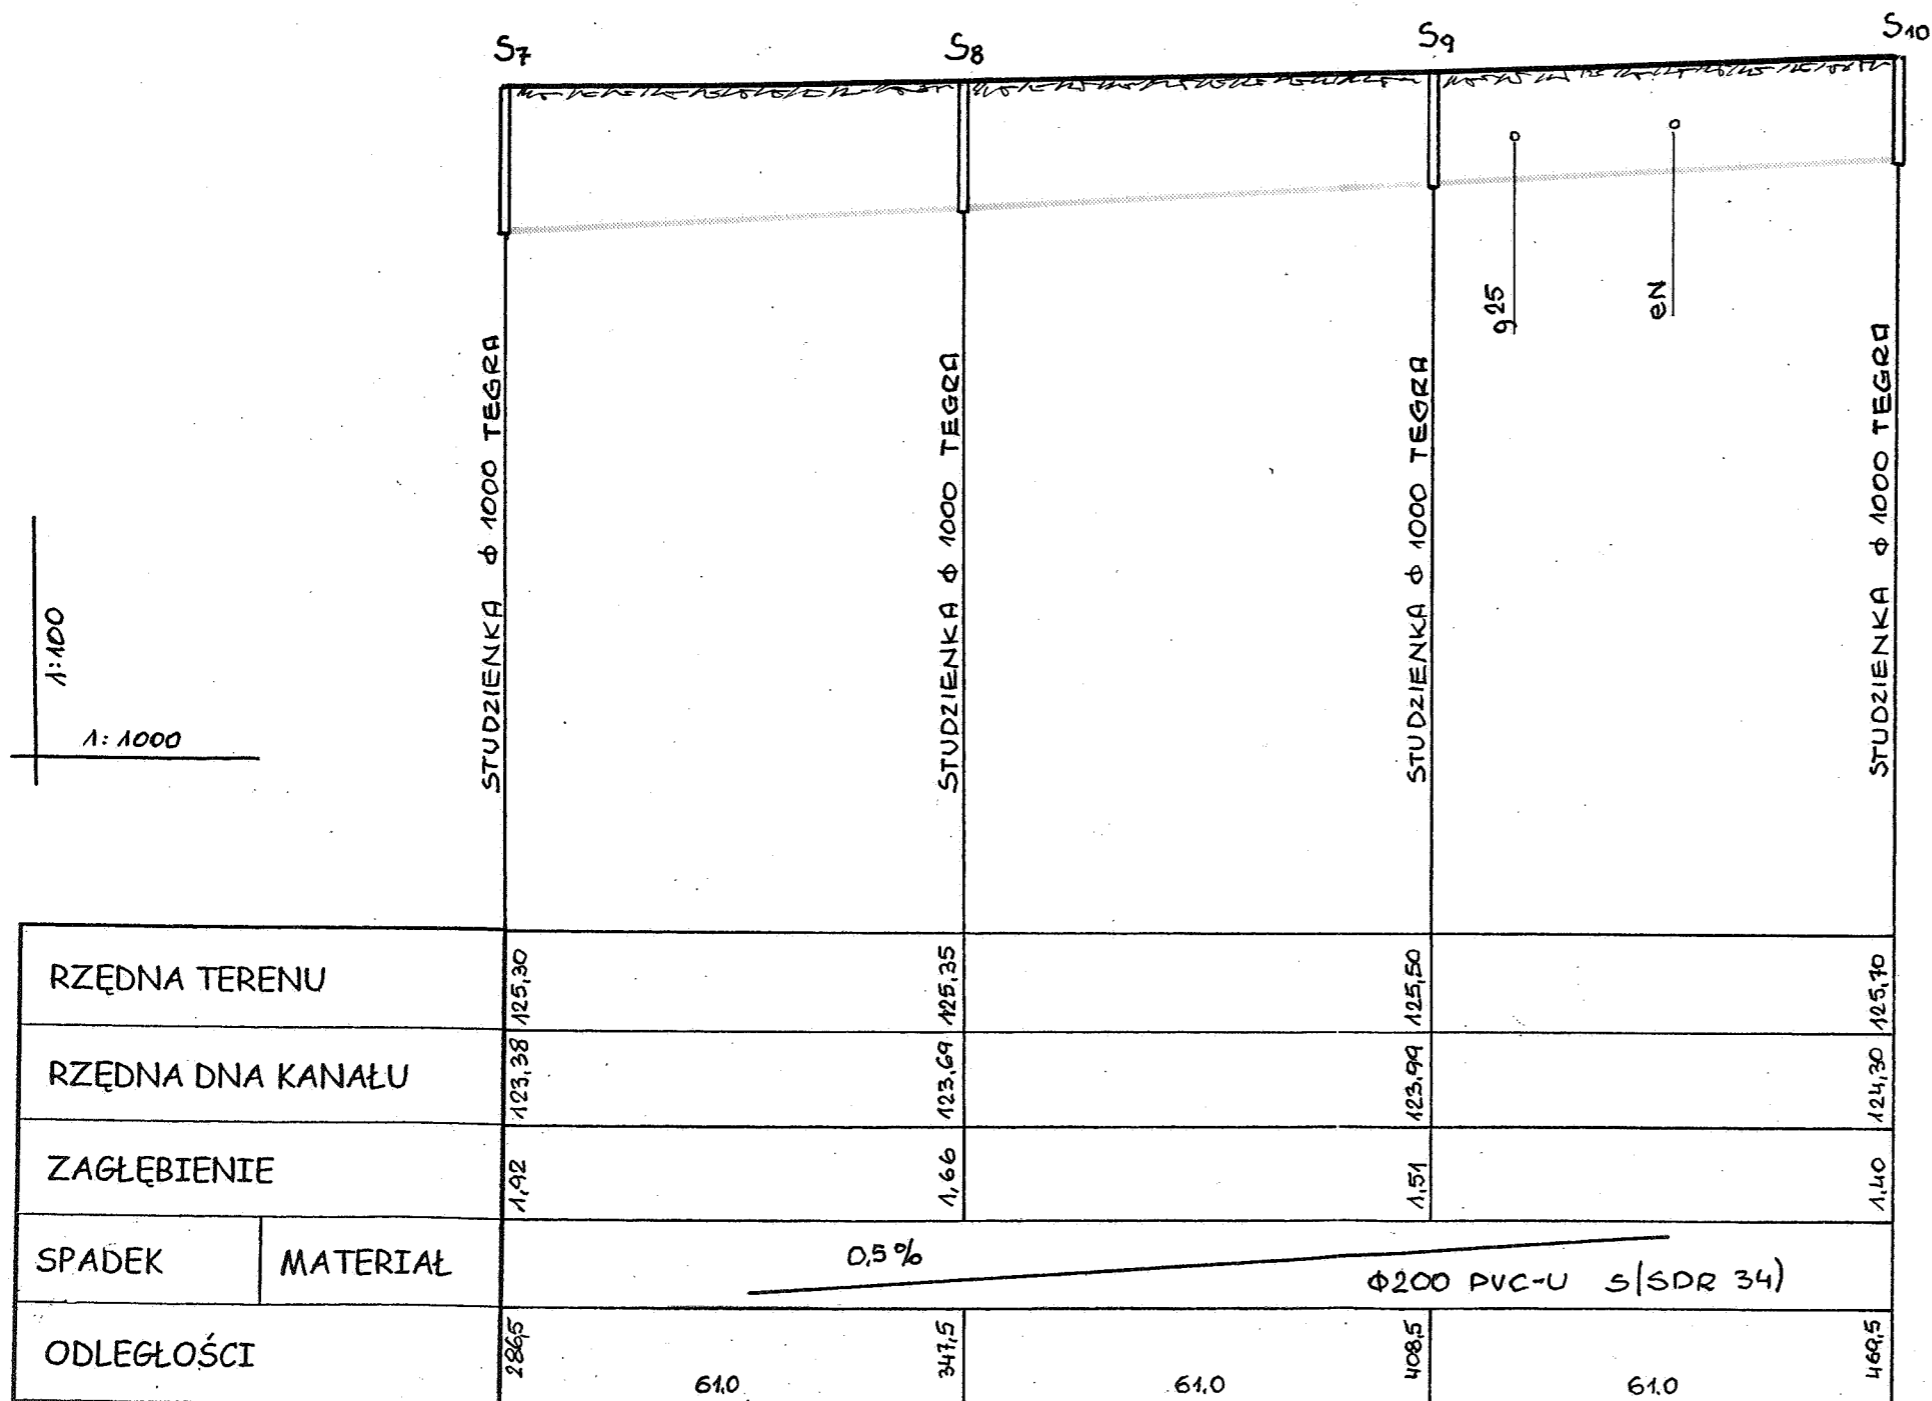 S7
S8
S9
S10
g25
eN
STUDZIENKA ϕ 1000 TEGRA
STUDZIENKA ϕ 1000 TEGRA
STUDZIENKA ϕ 1000 TEGRA
STUDZIENKA ϕ 1000 TEGRA
1:100
1:1000
RZĘDNA TERENU
125,30
125,35
125,50
125,70
RZĘDNA DNA KANAŁU
123,38
123,69
123,99
124,30
ZAGŁĘBIENIE
1,92
1,66
1,51
1,40
SPADEK
MATERIAŁ
0,5%
ϕ200 PVC-U S(SDR 34)
ODLEGŁOŚCI
286,5
347,5
408,5
469,5
61.0
61.0
61.0